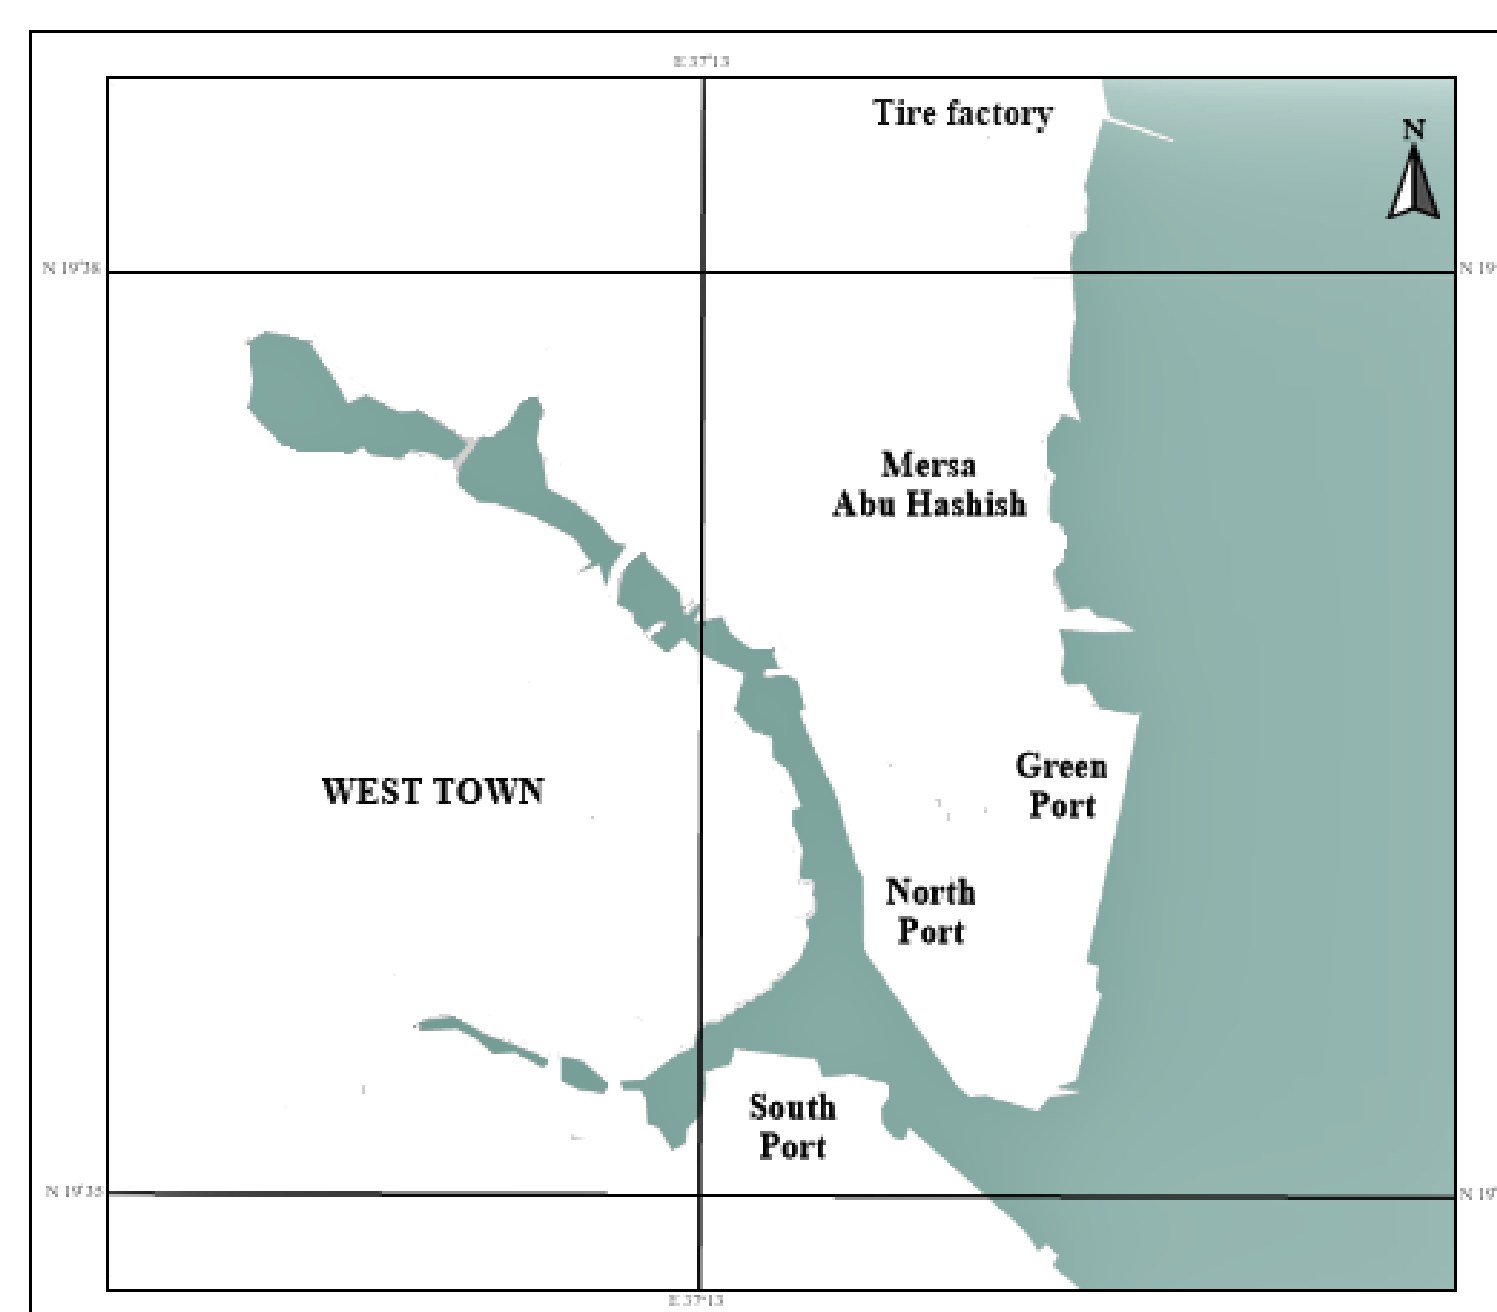 E 37°13
Tire factory
N
N 19°38
N 19°
Mersa
Abu Hashish
Green
Port
WEST TOWN
North
Port
South
Port
N 19°35
N 19°
E 37°13